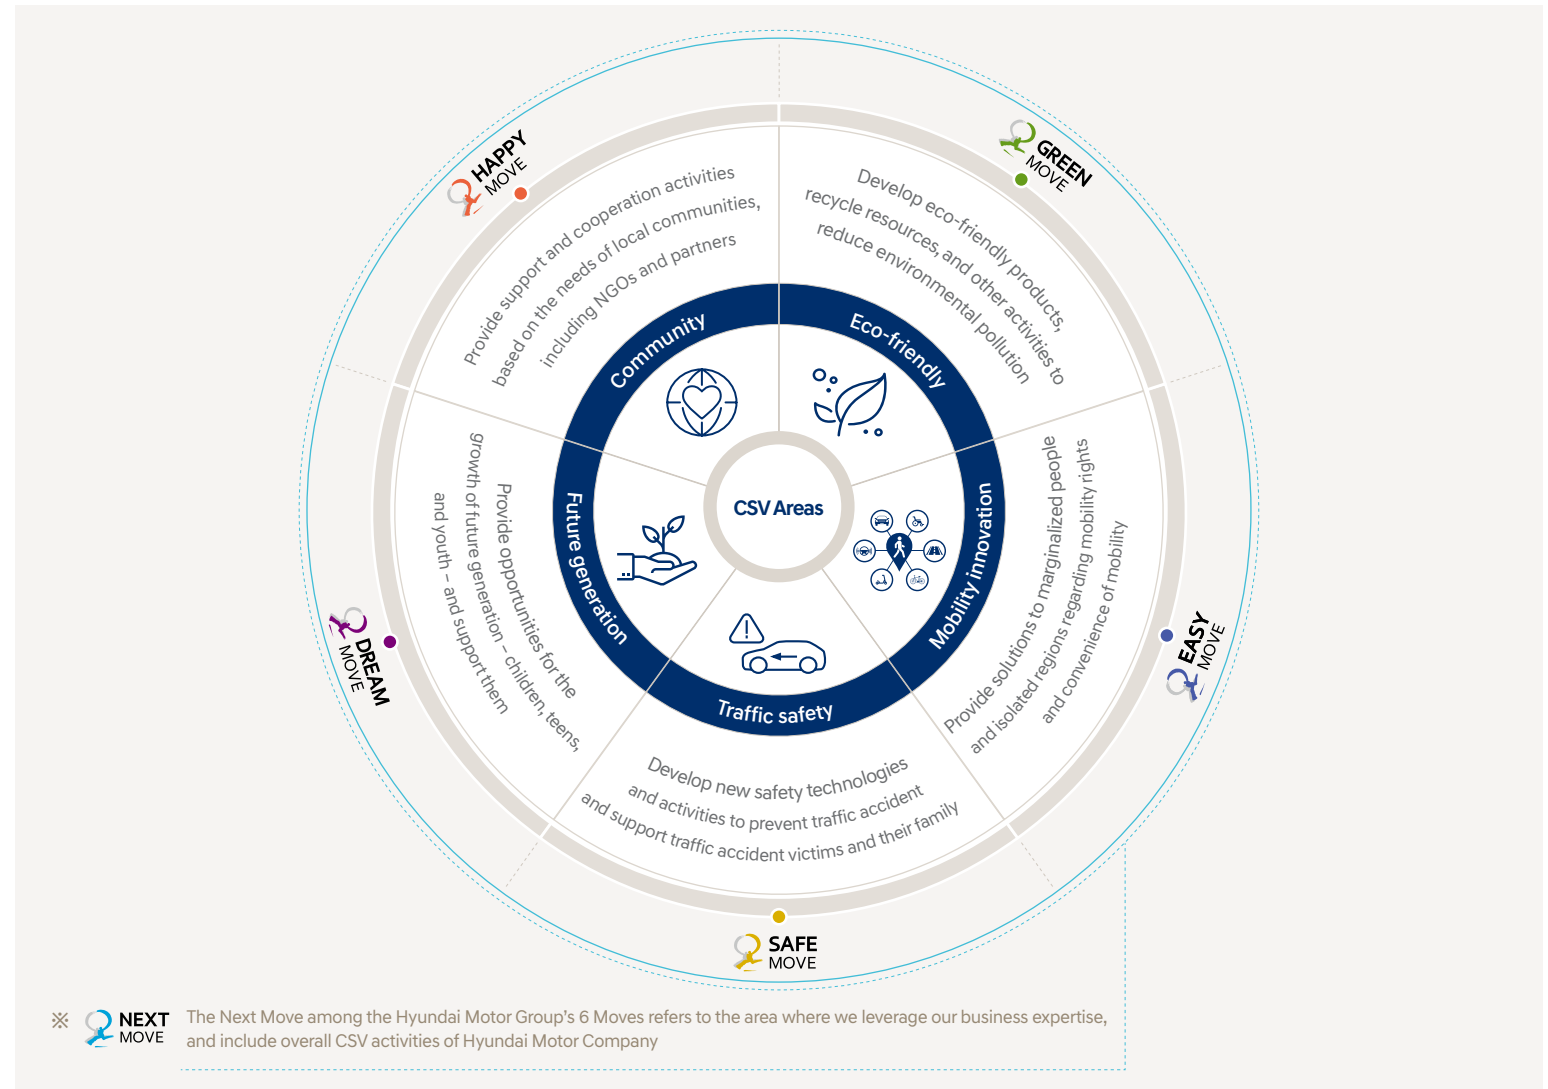 HAPPY
MOVE
GREEN
MOVE
Provide support and cooperation activities
based on the needs of local communities,
including NGOs and partners
Develop eco-friendly products,
recycle resources, and other activities to
reduce environmental pollution
Community
Eco-friendly
CSV Areas
Future generation
Mobility innovation
Traffic safety
Provide opportunities for the
growth of future generation – children, teens,
and youth – and support them
Provide solutions to marginalized people
and isolated regions regarding mobility rights
and convenience of mobility
DREAM
MOVE
EASY
MOVE
Develop new safety technologies
and activities to prevent traffic accident
and support traffic accident victims and their family
SAFE
MOVE
※ NEXT
MOVE
The Next Move among the Hyundai Motor Group's 6 Moves refers to the area where we leverage our business expertise,
and include overall CSV activities of Hyundai Motor Company